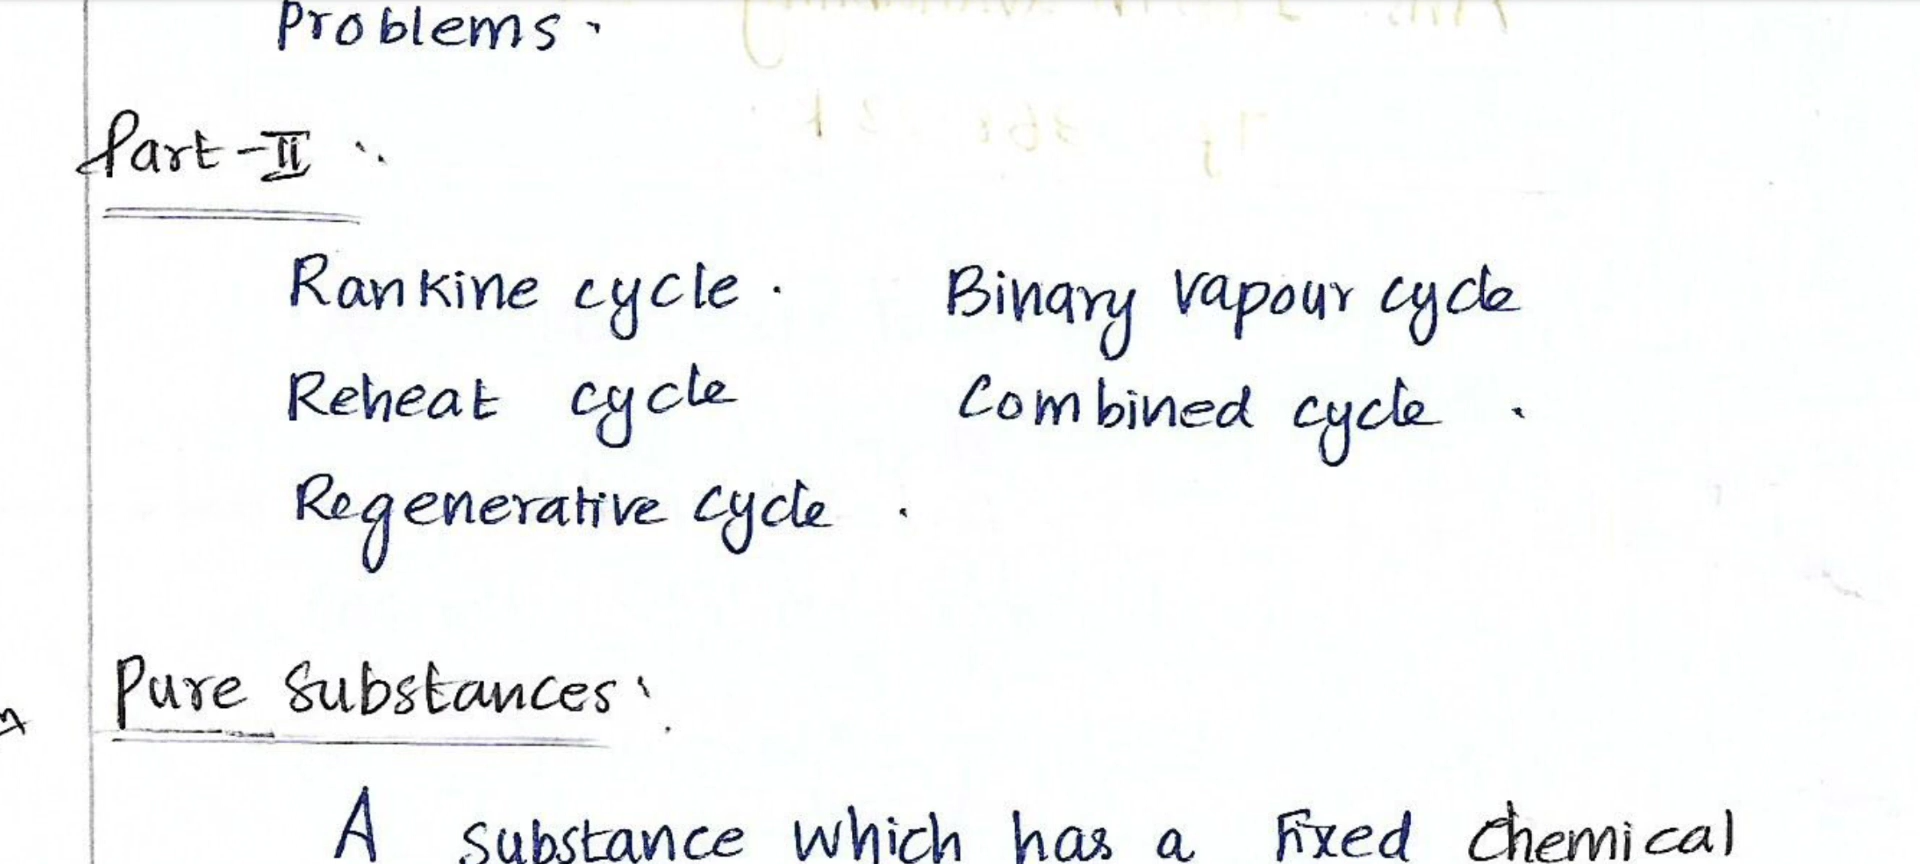 Problems.
Part-II :
Rankine cycle. Binary vapour cycle
Reheat cycle Combined cycle.
Regenerative cycle.
Pure Substances:
A substance which has a fixed chemical